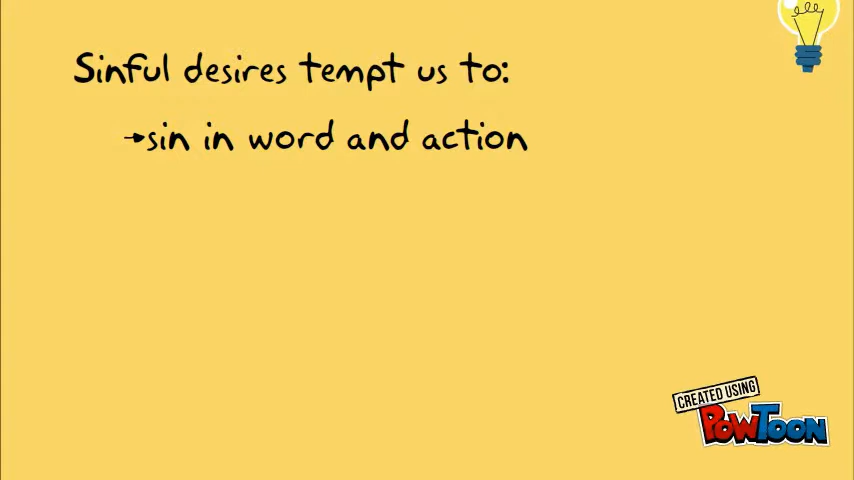 Sinful desires tempt us to:
→sin in word and action
CREATED USING
POWTOON